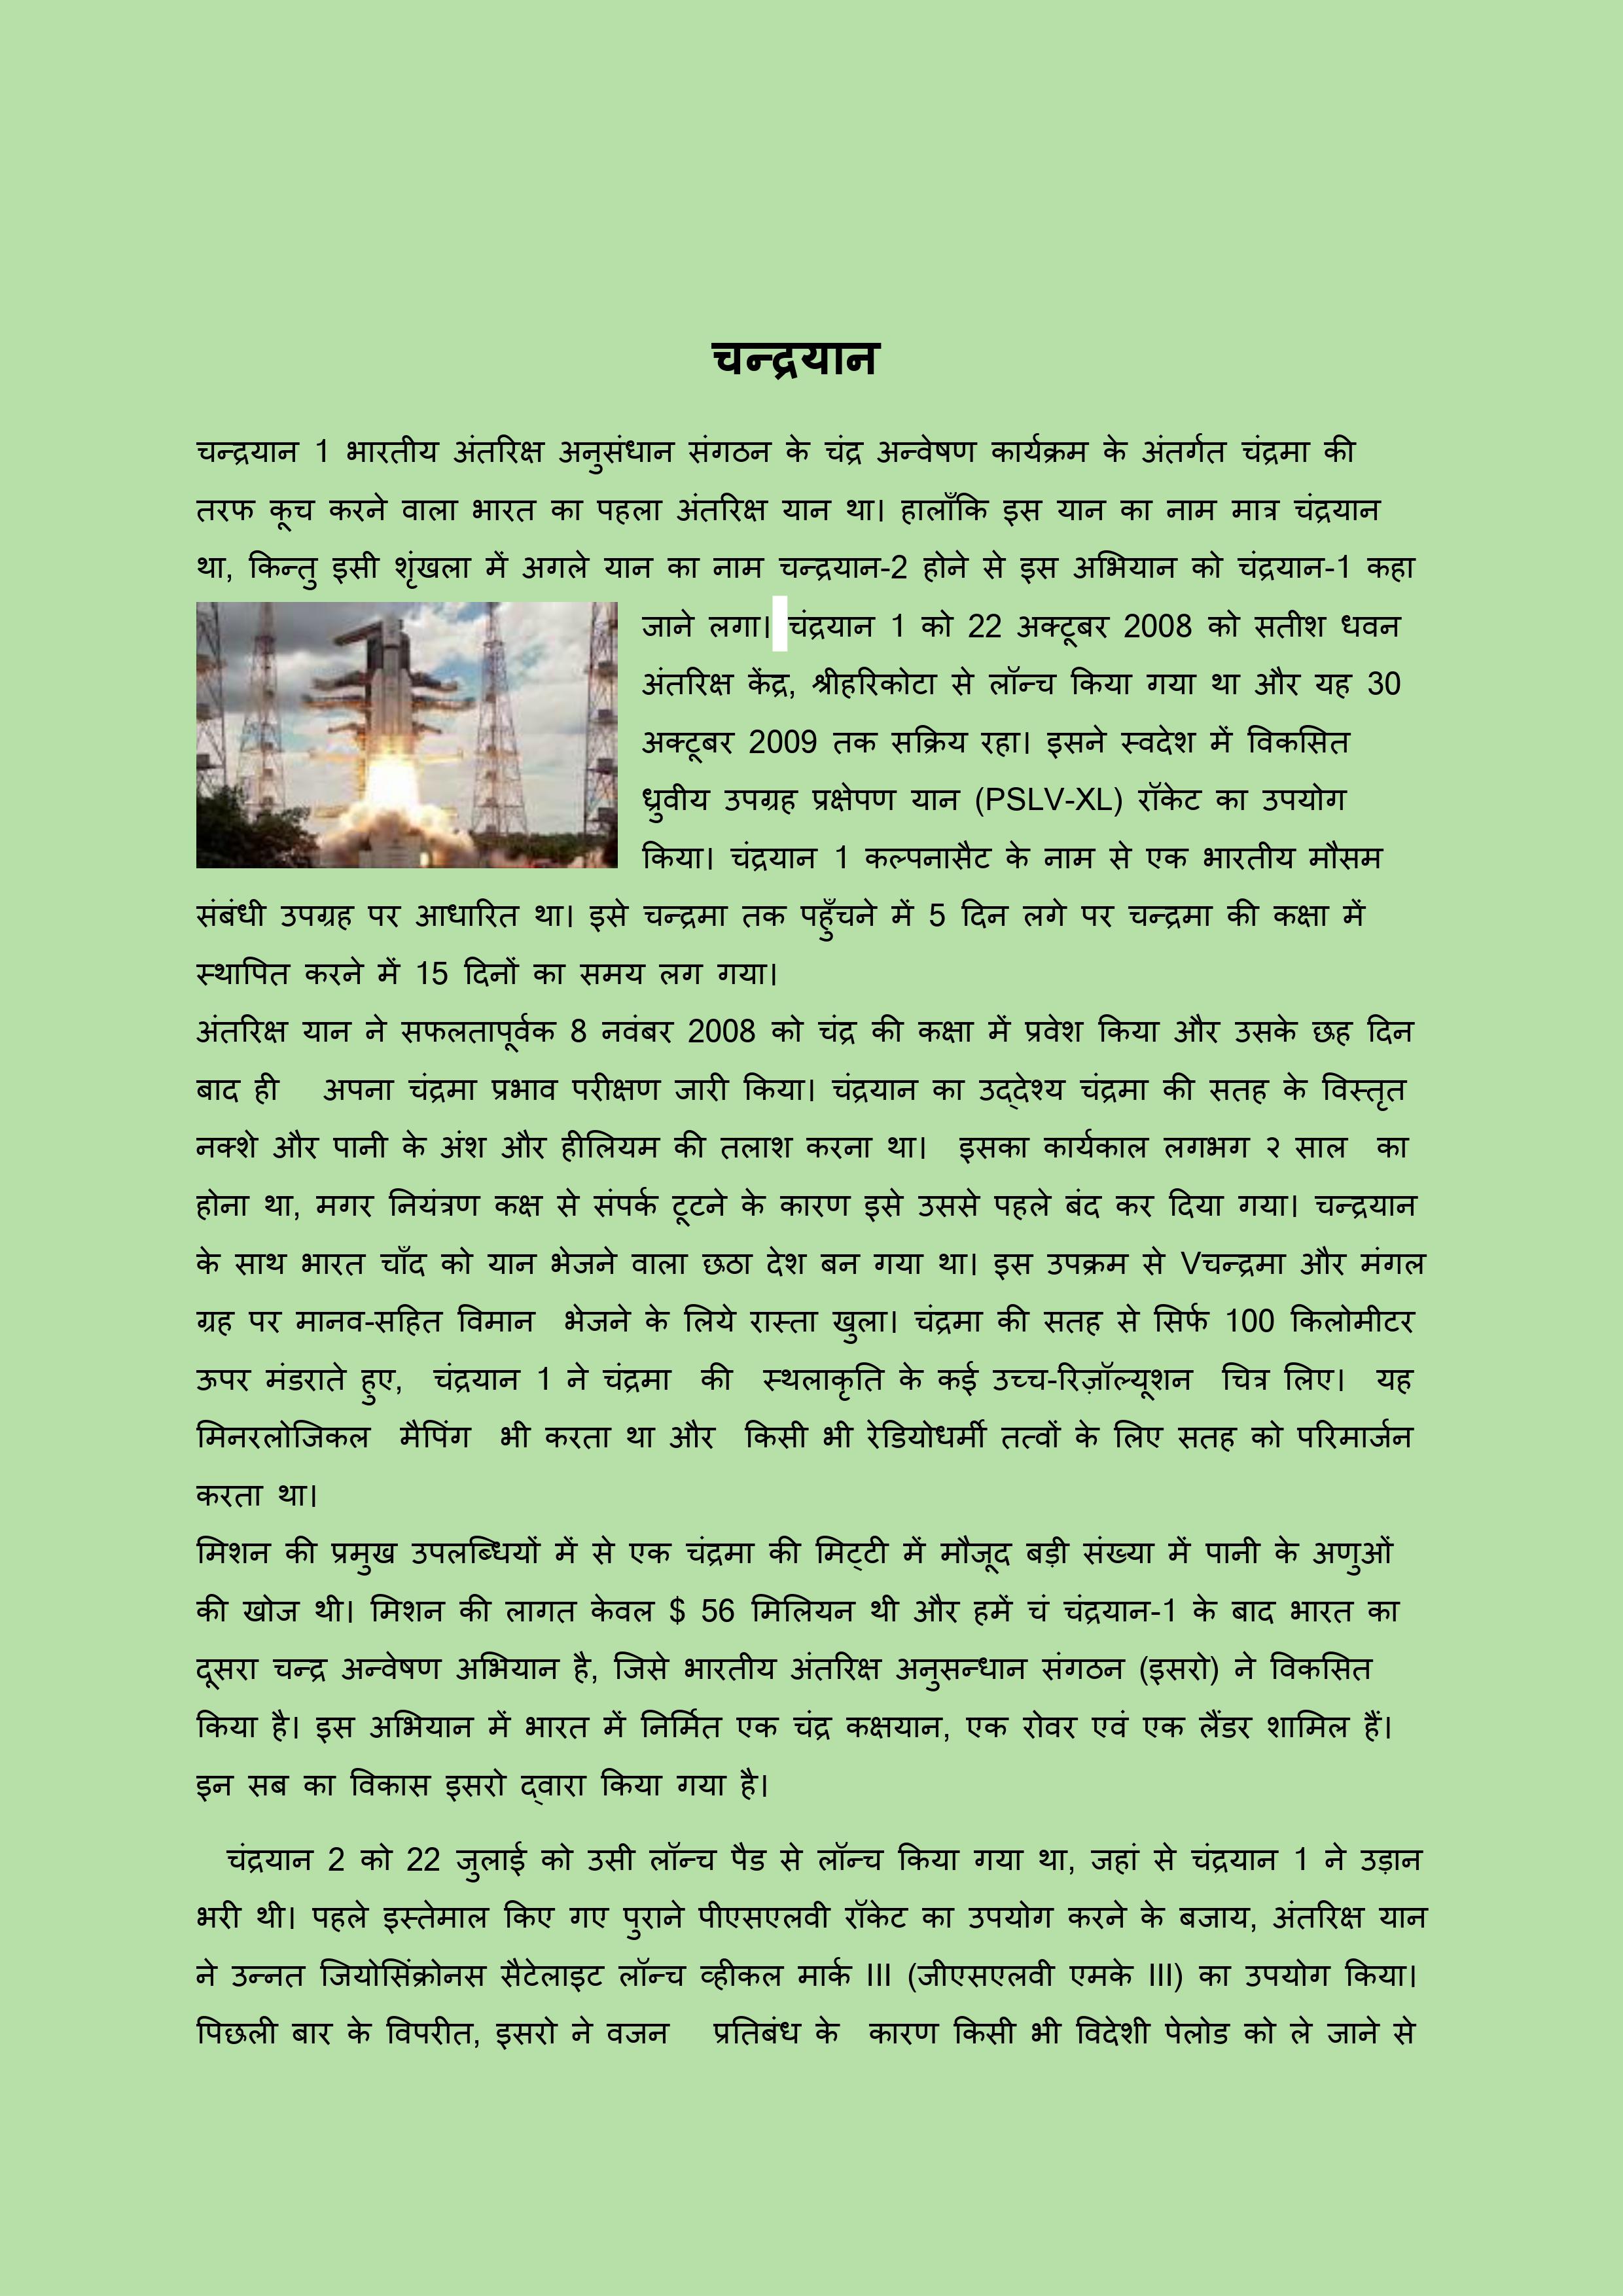 चन्द्रयान
चन्द्रयान 1 भारतीय अंतरिक्ष अनुसंधान संगठन के चंद्र अन्वेषण कार्यक्रम के अंतर्गत चंद्रमा की
तरफ कूच करने वाला भारत का पहला अंतरिक्ष यान था। हालाँकि इस यान का नाम मात्र चंद्रयान
था, किन्तु इसी शृंखला में अगले यान का नाम चन्द्रयान-2 होने से इस अभियान को चंद्रयान-1 कहा
जाने लगा। चंद्रयान 1 को 22 अक्टूबर 2008 को सतीश धवन
अंतरिक्ष केंद्र, श्रीहरिकोटा से लॉन्च किया गया था और यह 30
अक्टूबर 2009 तक सक्रिय रहा। इसने स्वदेश में विकसित
ध्रुवीय उपग्रह प्रक्षेपण यान (PSLV-XL) रॉकेट का उपयोग
किया। चंद्रयान 1 कल्पनासैट के नाम से एक भारतीय मौसम
संबंधी उपग्रह पर आधारित था। इसे चन्द्रमा तक पहुँचने में 5 दिन लगे पर चन्द्रमा की कक्षा में
स्थापित करने में 15 दिनों का समय लग गया।
अंतरिक्ष यान ने सफलतापूर्वक 8 नवंबर 2008 को चंद्र की कक्षा में प्रवेश किया और उसके छह दिन
बाद ही अपना चंद्रमा प्रभाव परीक्षण जारी किया। चंद्रयान का उद्देश्य चंद्रमा की सतह के विस्तृत
नक्शे और पानी के अंश और हीलियम की तलाश करना था। इसका कार्यकाल लगभग २ साल का
होना था, मगर नियंत्रण कक्ष से संपर्क टूटने के कारण इसे उससे पहले बंद कर दिया गया। चन्द्रयान
के साथ भारत चाँद को यान भेजने वाला छठा देश बन गया था। इस उपक्रम से Vचन्द्रमा और मंगल
ग्रह पर मानव-सहित विमान भेजने के लिये रास्ता खुला। चंद्रमा की सतह से सिर्फ 100 किलोमीटर
ऊपर मंडराते हुए, चंद्रयान 1 ने चंद्रमा की स्थलाकृति के कई उच्च-रिज़ॉल्यूशन चित्र लिए। यह
मिनरलोजिकल मैपिंग भी करता था और किसी भी रेडियोधर्मी तत्वों के लिए सतह को परिमार्जन
करता था।
मिशन की प्रमुख उपलब्धियों में से एक चंद्रमा की मिट्टी में मौजूद बड़ी संख्या में पानी के अणुओं
की खोज थी। मिशन की लागत केवल $ 56 मिलियन थी और हमें चं चंद्रयान-1 के बाद भारत का
दूसरा चन्द्र अन्वेषण अभियान है, जिसे भारतीय अंतरिक्ष अनुसन्धान संगठन (इसरो) ने विकसित
किया है। इस अभियान में भारत में निर्मित एक चंद्र कक्षयान, एक रोवर एवं एक लैंडर शामिल हैं।
इन सब का विकास इसरो द्वारा किया गया है।
चंद्रयान 2 को 22 जुलाई को उसी लॉन्च पैड से लॉन्च किया गया था, जहां से चंद्रयान 1 ने उड़ान
भरी थी। पहले इस्तेमाल किए गए पुराने पीएसएलवी रॉकेट का उपयोग करने के बजाय, अंतरिक्ष यान
ने उन्नत जियोसिंक्रोनस सैटेलाइट लॉन्च व्हीकल मार्क III (जीएसएलवी एमके III) का उपयोग किया।
पिछली बार के विपरीत, इसरो ने वजन प्रतिबंध के कारण किसी भी विदेशी पेलोड को ले जाने से